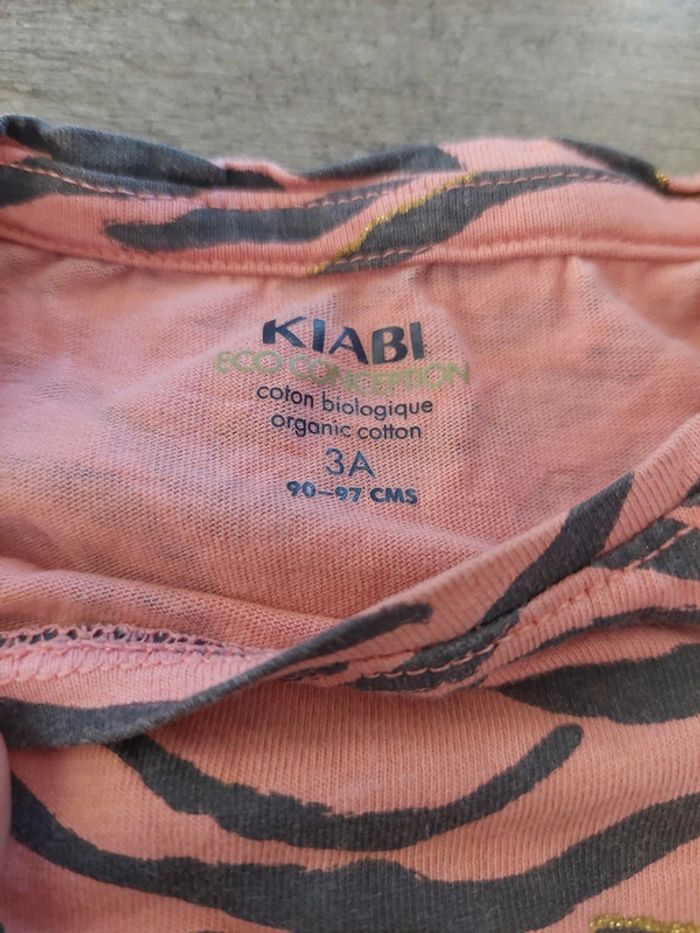 KIABI
ECO CONCEPTION
coton biologique
organic cotton
3A
90-97 CMS